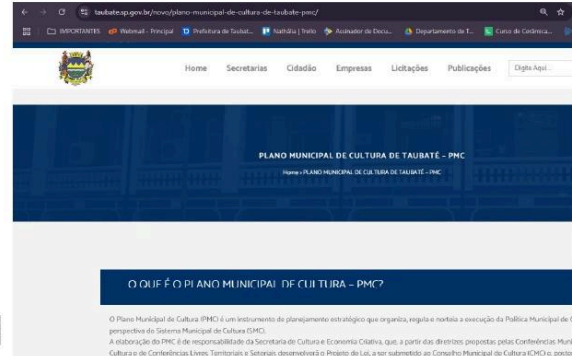 taubate.sp.gov.br/novo/plano-municipal-de-cultura-de-taubate-pmc/
IMPORTANTES Webmail - Principal Prefeitura de Taubat... Nathália | Trello Assinador de Docu... Departamento de T... Curso de Cerâmica...
Home Secretarias Cidadão Empresas Licitações Publicações Digite Aqui...
PLANO MUNICIPAL DE CULTURA DE TAUBATÉ – PMC
Home » PLANO MUNICIPAL DE CULTURA DE TAUBATÉ – PMC
O QUE É O PLANO MUNICIPAL DE CULTURA – PMC?
O Plano Municipal de Cultura (PMC) é um instrumento de planejamento estratégico que organiza, regula e norteia a execução da Política Municipal de
perspectiva do Sistema Municipal de Cultura (SMC).
A elaboração do PMC é de responsabilidade da Secretaria de Cultura e Economia Criativa, que, a partir das diretrizes propostas pelas Conferências
Cultura e de Conferências Livres, Territoriais e Setoriais desenvolverá o Projeto de Lei, a ser submetido ao Conselho Municipal de Cultura (CMC) e,